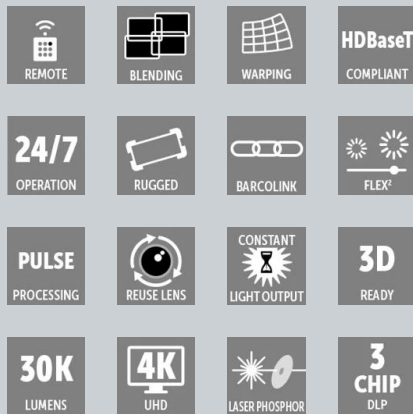 REMOTE
BLENDING
WARPING
HDBaseT
COMPLIANT
24/7
OPERATION
RUGGED
BARCOLINK
FLEX²
PULSE
PROCESSING
REUSE LENS
CONSTANT
LIGHT OUTPUT
3D
READY
30K
LUMENS
4K
UHD
LASER PHOSPHOR
3
CHIP
DLP